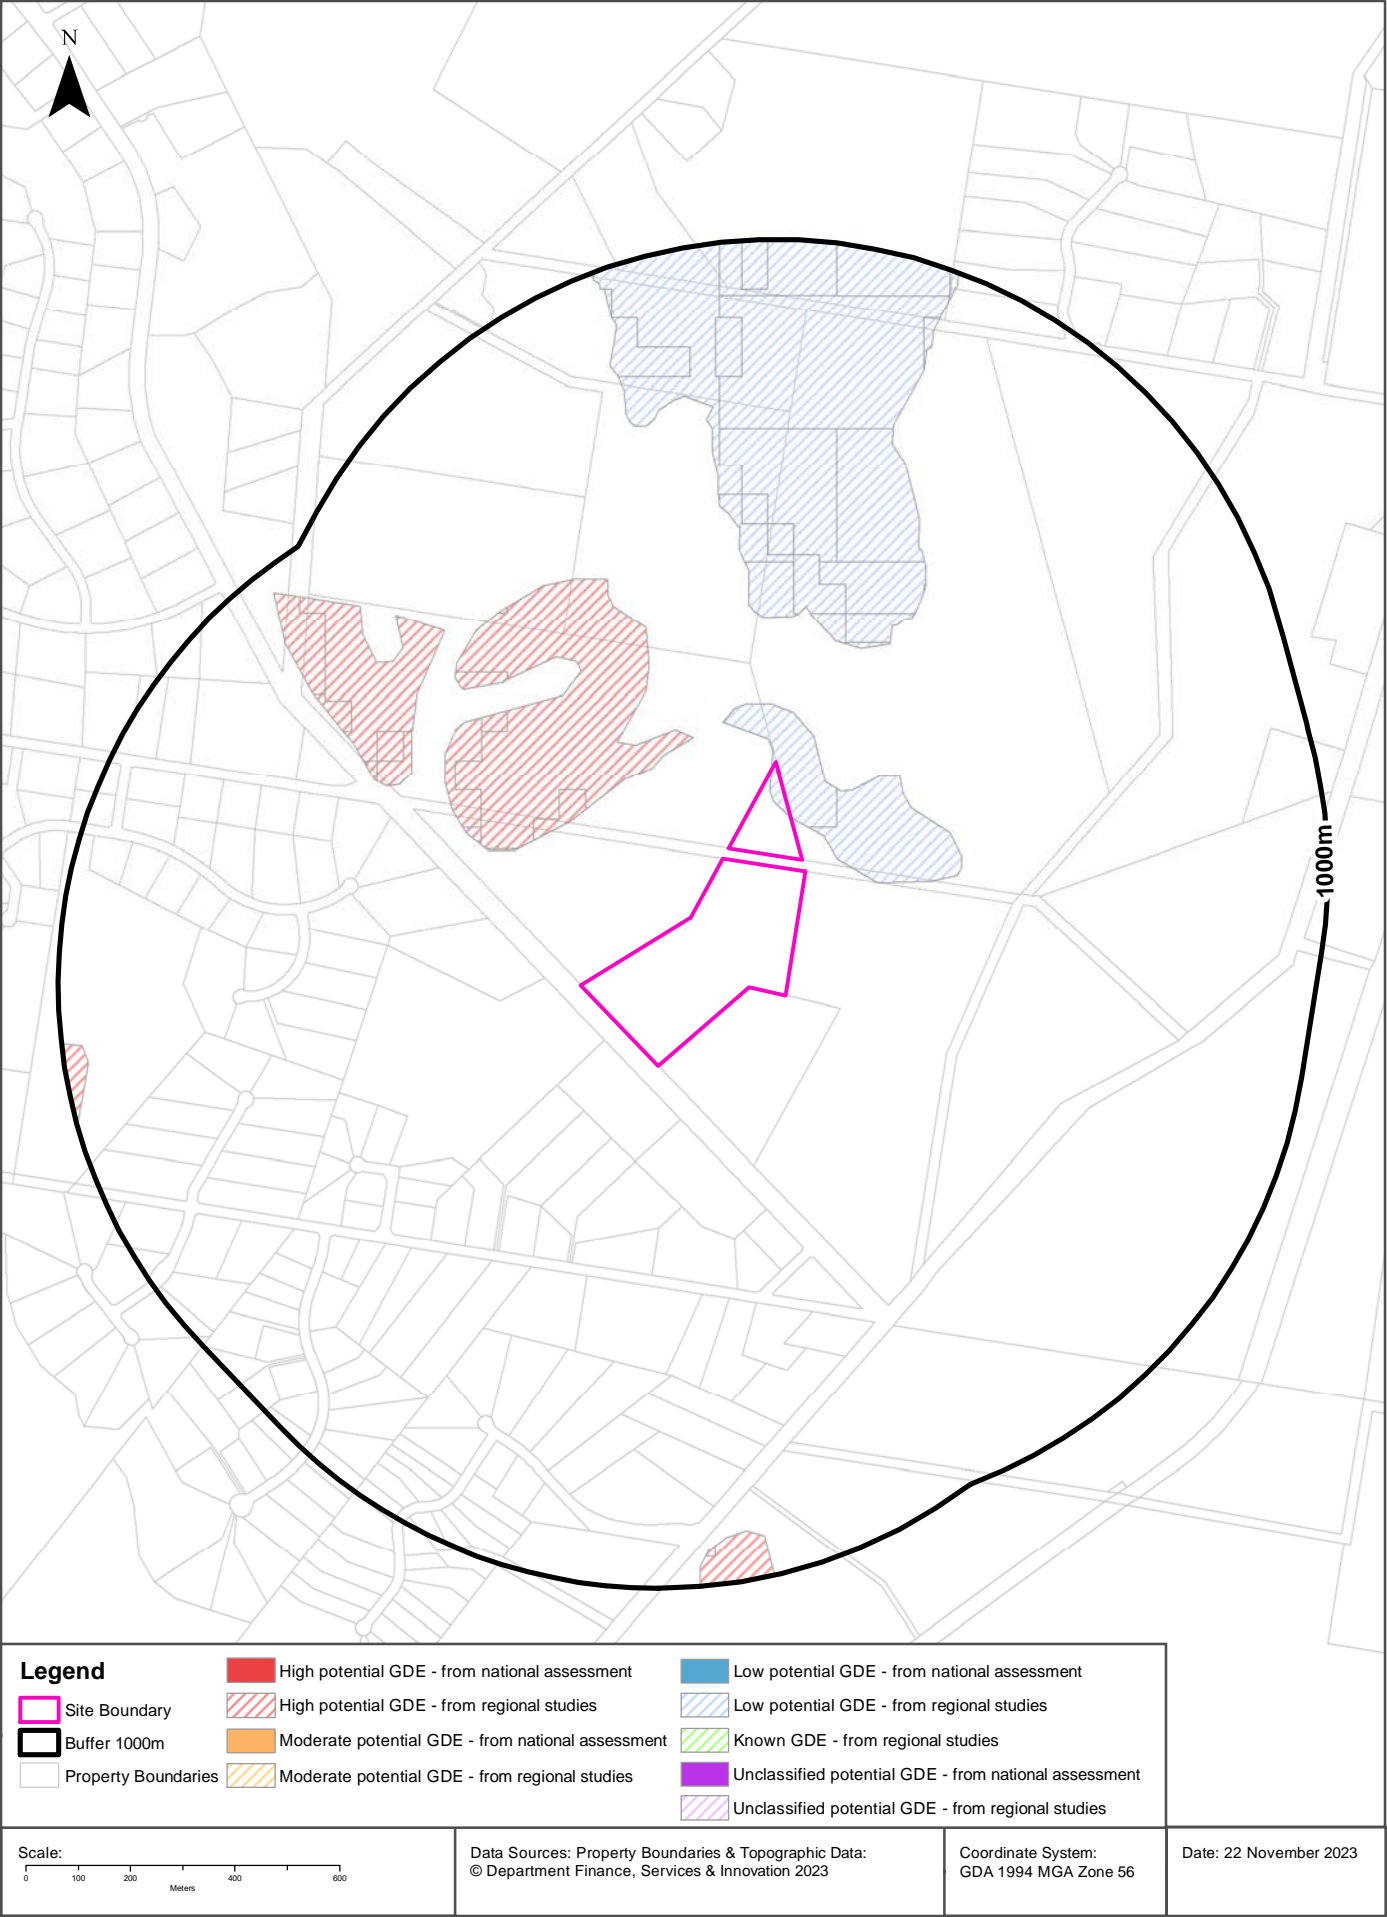 N
1000m
Legend
Site Boundary
Buffer 1000m
Property Boundaries
High potential GDE - from national assessment
High potential GDE - from regional studies
Moderate potential GDE - from national assessment
Moderate potential GDE - from regional studies
Low potential GDE - from national assessment
Low potential GDE - from regional studies
Known GDE - from regional studies
Unclassified potential GDE - from national assessment
Unclassified potential GDE - from regional studies
Scale:
0 100 200 400 600
Meters
Data Sources: Property Boundaries & Topographic Data:
© Department Finance, Services & Innovation 2023
Coordinate System:
GDA 1994 MGA Zone 56
Date: 22 November 2023